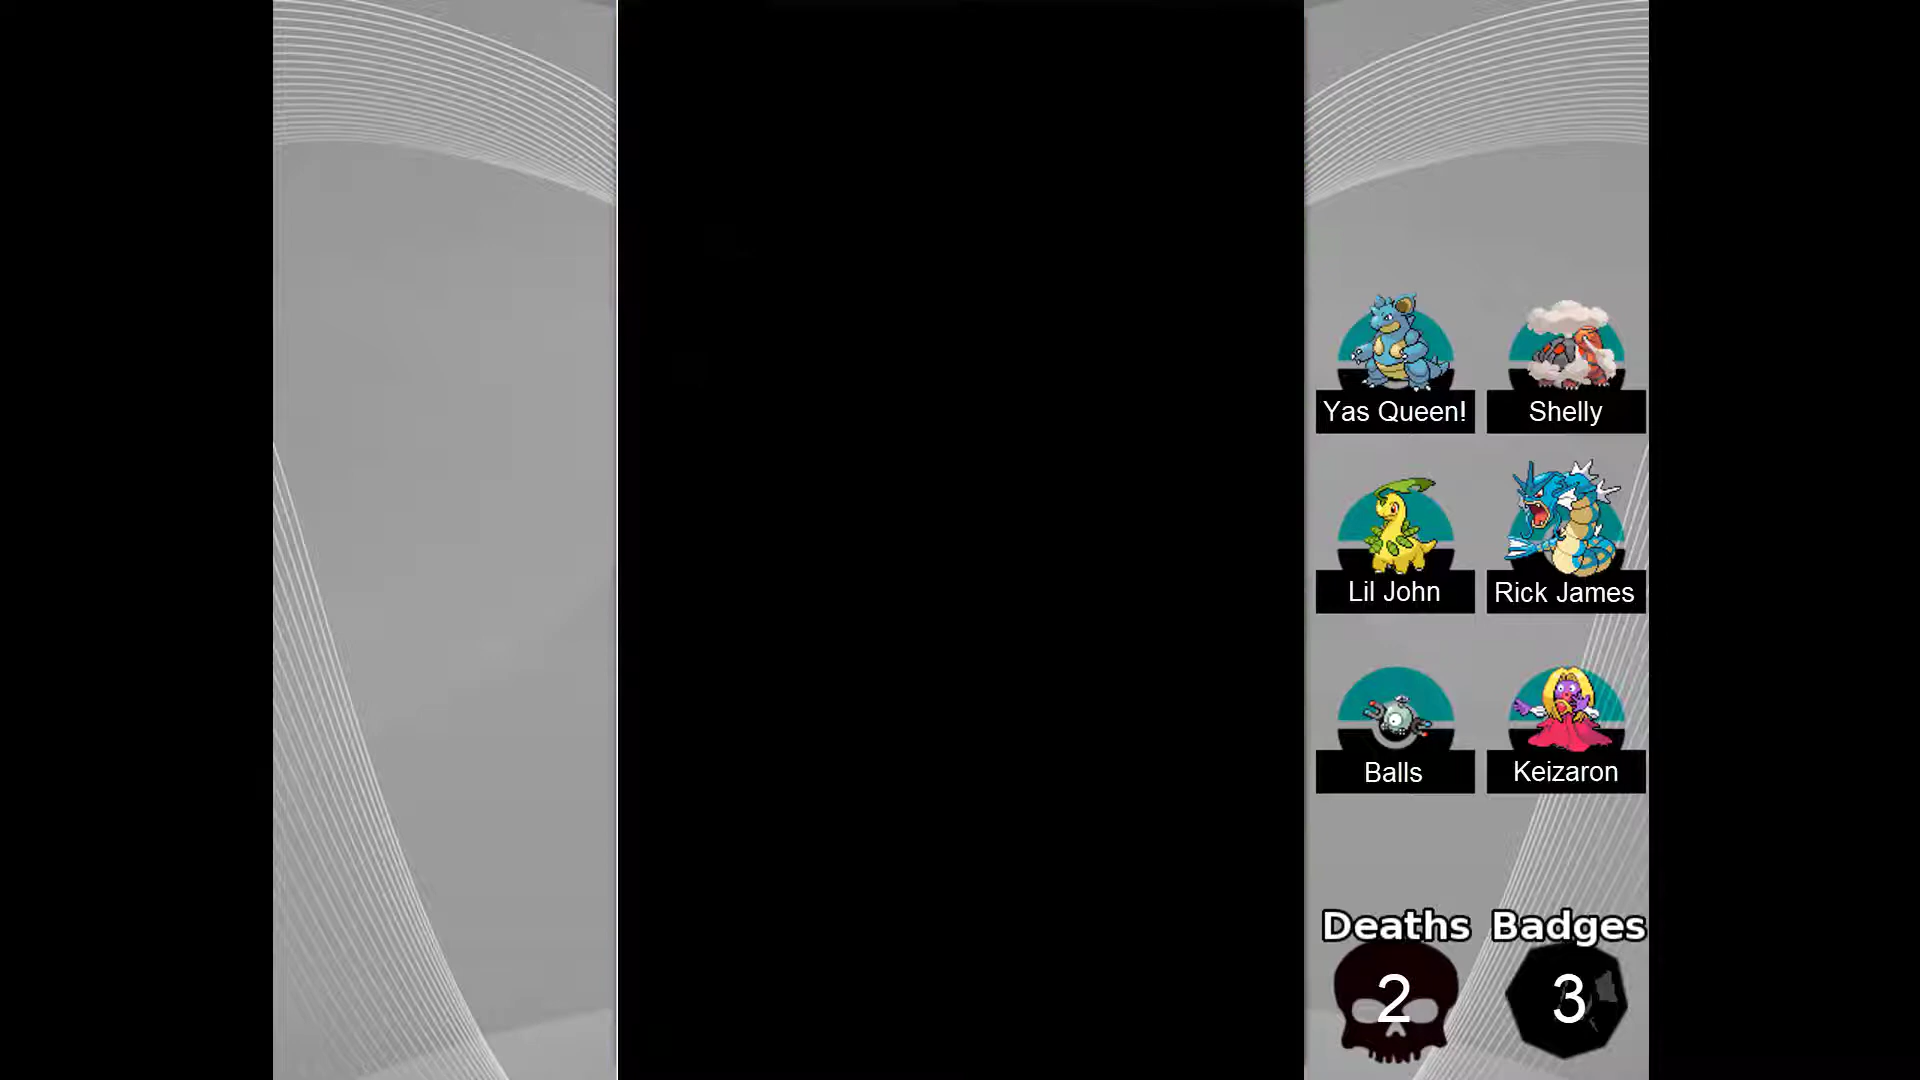 Yas Queen! Shelly
Lil John Rick James
Balls Keizaron
Deaths Badges
2 3